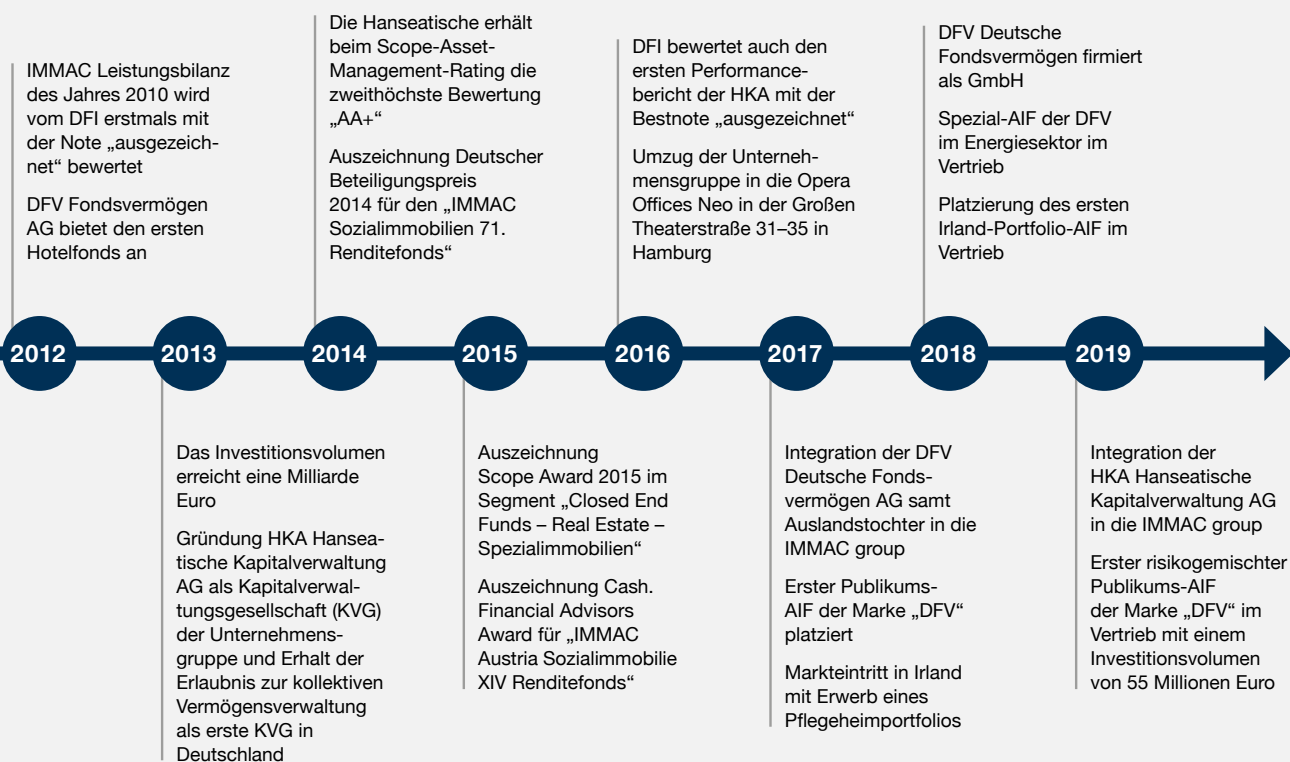 IMMAC Leistungsbilanz
des Jahres 2010 wird
vom DFI erstmals mit
der Note „ausgezeich-
net“ bewertet
DFV Fondsvermögen
AG bietet den ersten
Hotelfonds an
Die Hanseatische erhält
beim Scope-Asset-
Management-Rating die
zweithöchste Bewertung
„AA+“
Auszeichnung Deutscher
Beteiligungspreis
2014 für den „IMMAC
Sozialimmobilien 71.
Renditefonds“
DFI bewertet auch den
ersten Performance-
bericht der HKA mit der
Bestnote „ausgezeichnet“
Umzug der Unterneh-
mensgruppe in die Opera
Offices Neo in der Großen
Theaterstraße 31–35 in
Hamburg
DFV Deutsche
Fondsvermögen firmiert
als GmbH
Spezial-AIF der DFV
im Energiesektor im
Vertrieb
Platzierung des ersten
Irland-Portfolio-AIF im
Vertrieb
2012
2013
2014
2015
2016
2017
2018
2019
Das Investitionsvolumen
erreicht eine Milliarde
Euro
Gründung HKA Hansea-
tische Kapitalverwaltung
AG als Kapitalverwal-
tungsgesellschaft (KVG)
der Unternehmens-
gruppe und Erhalt der
Erlaubnis zur kollektiven
Vermögensverwaltung
als erste KVG in
Deutschland
Auszeichnung
Scope Award 2015 im
Segment „Closed End
Funds – Real Estate –
Spezialimmobilien“
Auszeichnung Cash.
Financial Advisors
Award für „IMMAC
Austria Sozialimmobilie
XIV Renditefonds“
Integration der DFV
Deutsche Fonds-
vermögen AG samt
Auslandstochter in die
IMMAC group
Erster Publikums-
AIF der Marke „DFV“
platziert
Markteintritt in Irland
mit Erwerb eines
Pflegeheimportfolios
Integration der
HKA Hanseatische
Kapitalverwaltung AG
in die IMMAC group
Erster risikogemischter
Publikums-AIF
der Marke „DFV“ im
Vertrieb mit einem
Investitionsvolumen
von 55 Millionen Euro